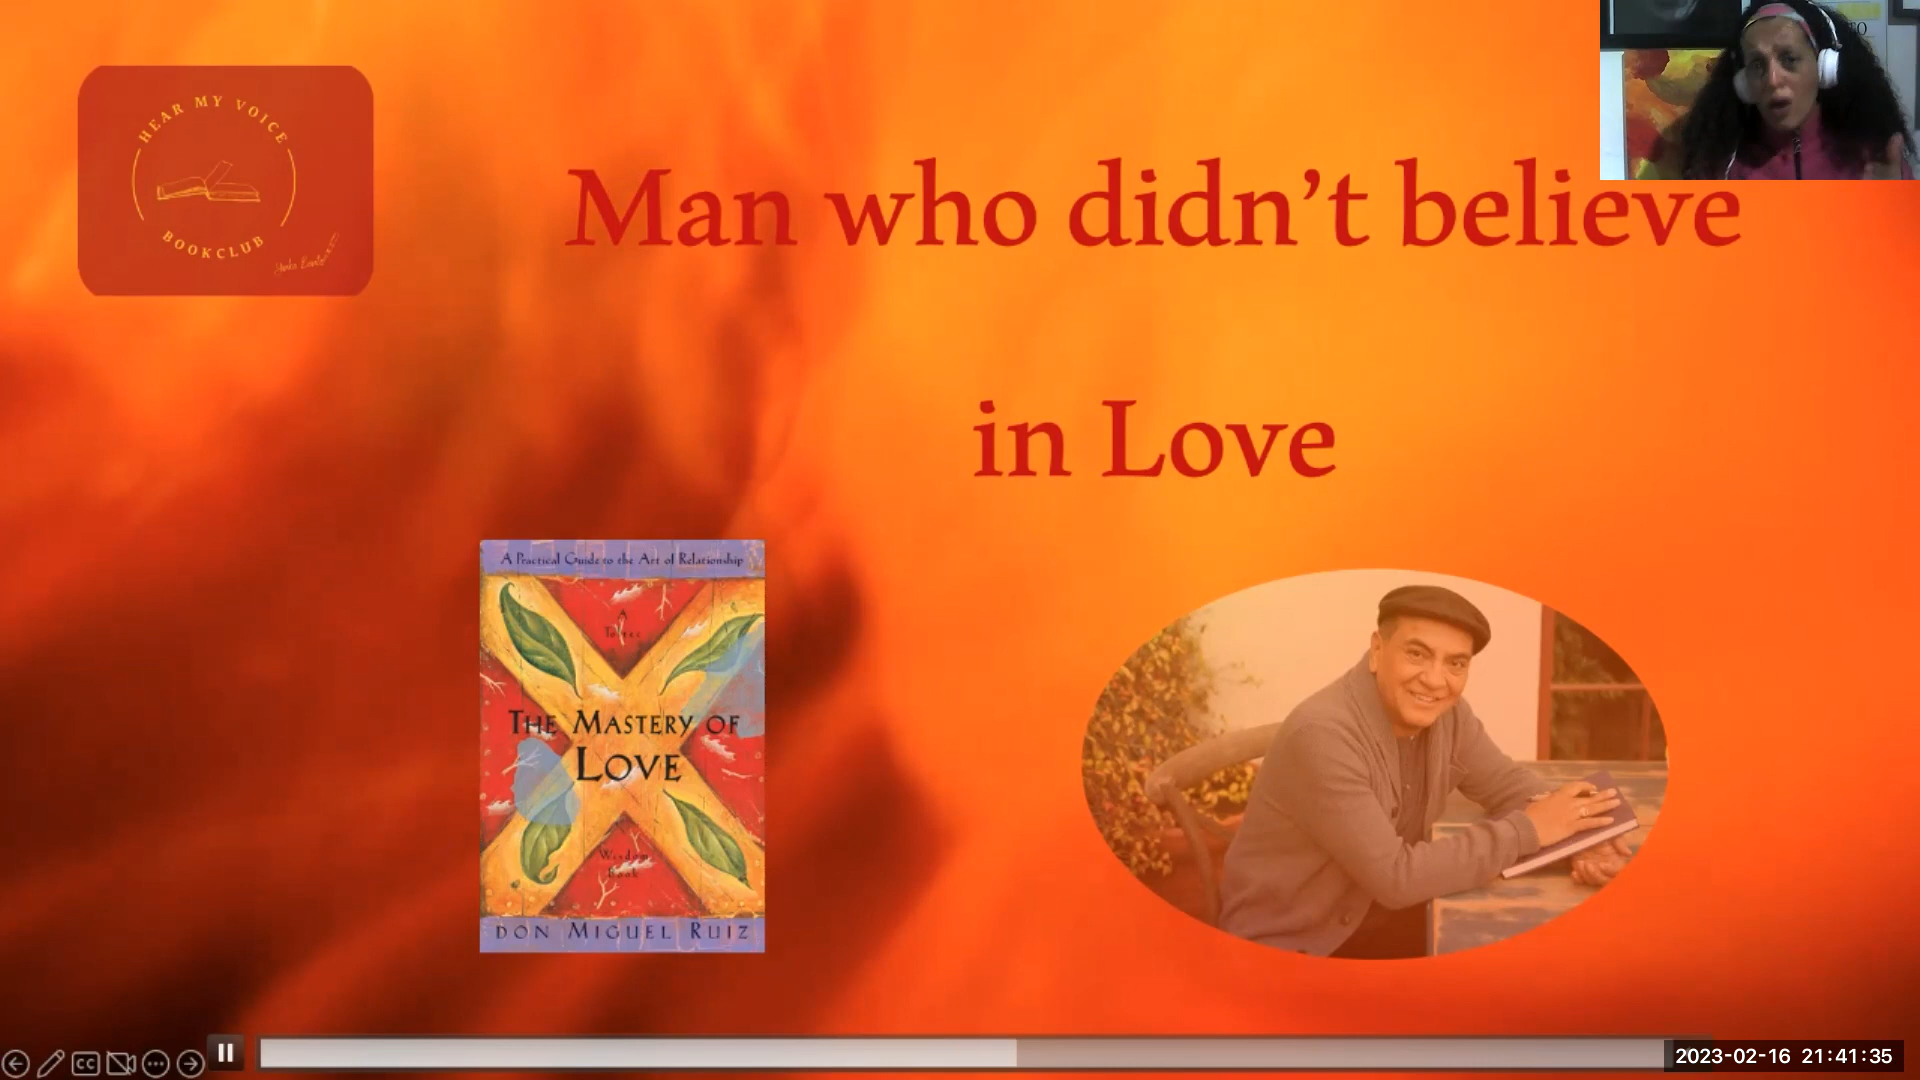 HEAR MY VOICE
BOOKCLUB
Man who didn't believe
in Love
A Practical Guide to the Art of Relationship
A
Toltec
THE MASTERY OF
LOVE
Wisdom
Book
DON MIGUEL RUIZ
CC
2023-02-16 21:41:35